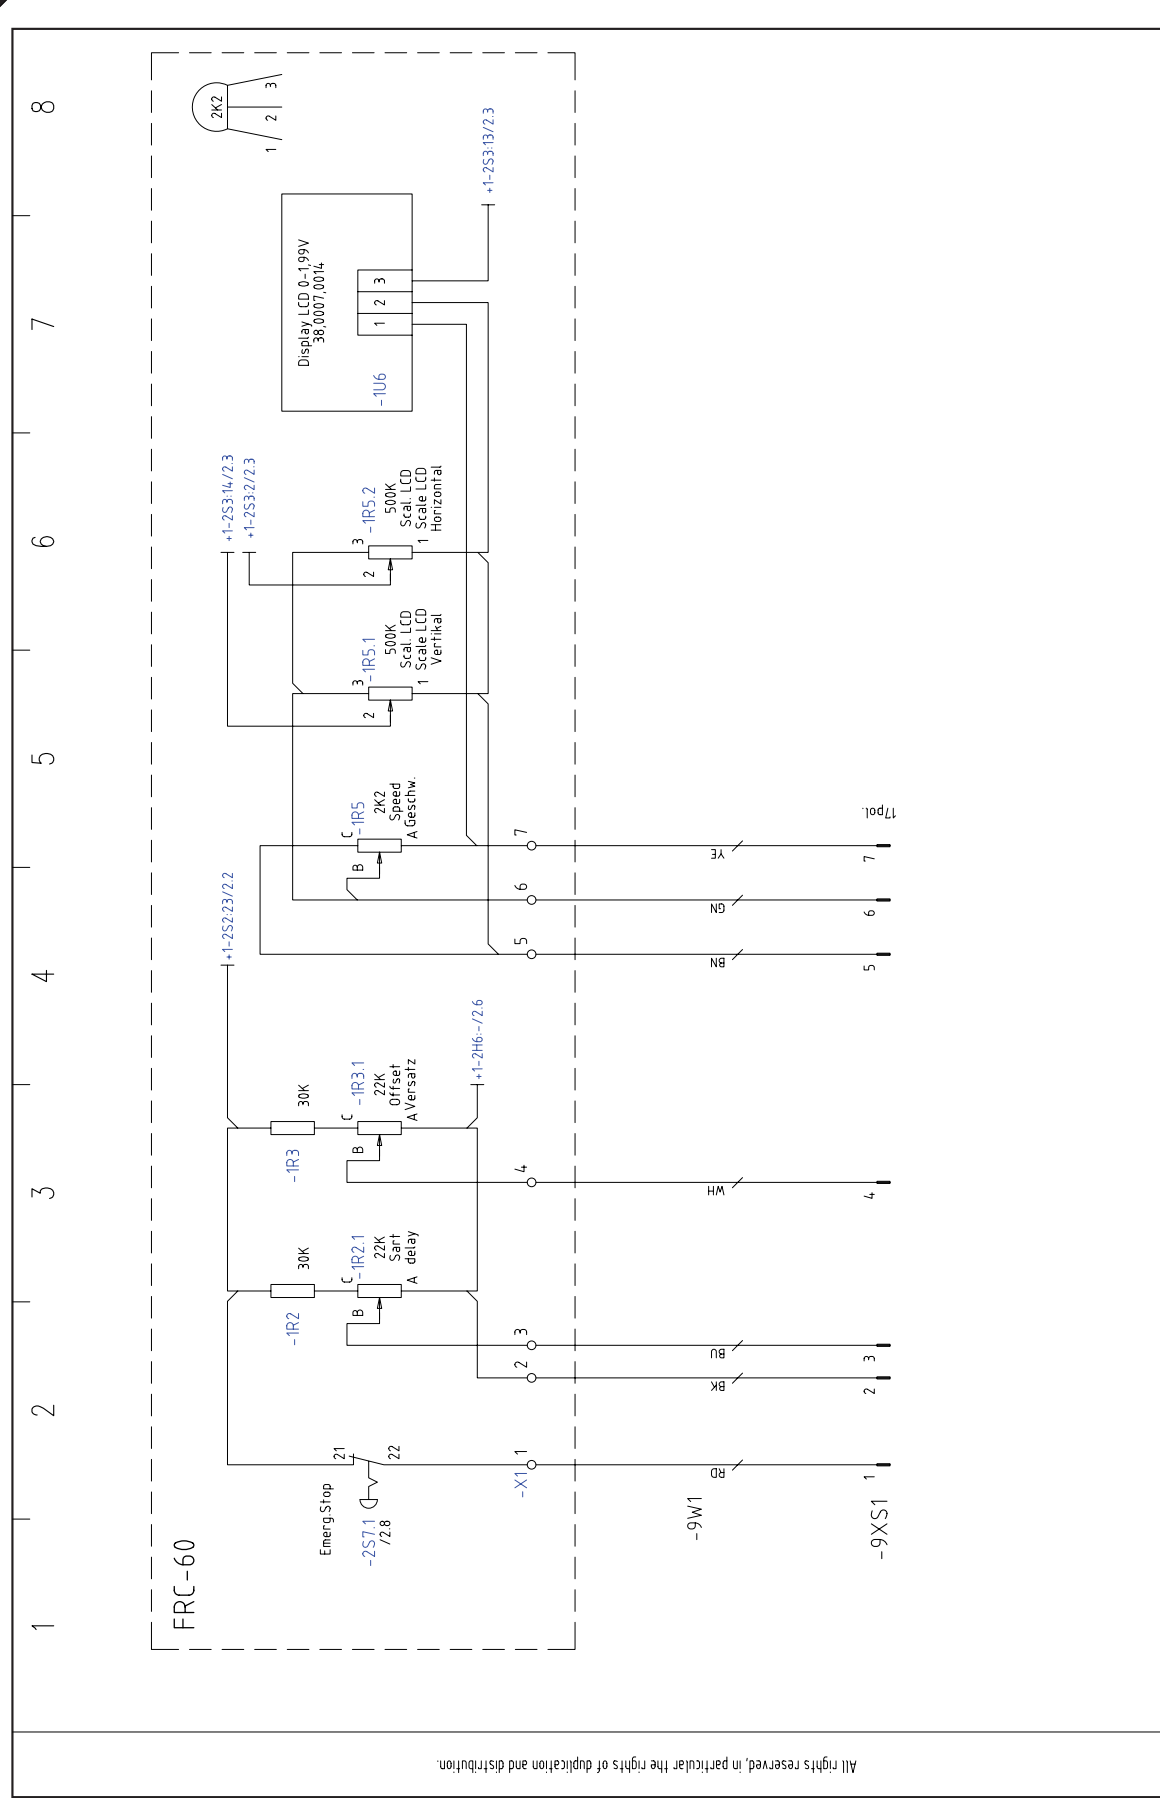 1
2
3
4
5
6
7
8
FRC-60
Emerg.Stop
-2S7.1
/2.8
21
22
-X1
1
2
3
4
5
6
7
-1R2
30K
C
-1R2.1
B
22K
Sart
A delay
-1R3
30K
C
-1R3.1
B
22K
Offset
A Versatz
+1-2S2:23/2.2
+1-2H6:-/2.6
C
-1R5
B
2K2
Speed
A Geschw.
3
-1R5.1
2
500K
Scal. LCD
1 Scale LCD
Vertikal
3
-1R5.2
2
500K
Scal. LCD
1 Scale LCD
Horizontal
+1-2S3:14/2.3
+1-2S3:2/2.3
Display LCD 0-1,99V
38,0007,0014
-1U6
1 2 3
+1-2S3:13/2.3
2K2
1 2 3
-9W1
RD
BK
BU
WH
BN
GN
YE
-9XS1
1
2
3
4
5
6
7
17pol.
All rights reserved, in particular the rights of duplication and distribution.